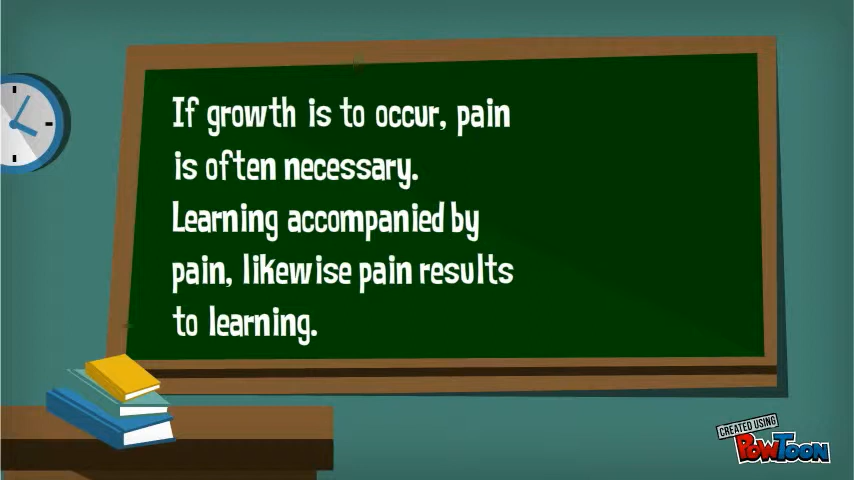 If growth is to occur, pain
is often necessary.
Learning accompanied by
pain, likewise pain results
to learning.
CREATED USING
POWTOON